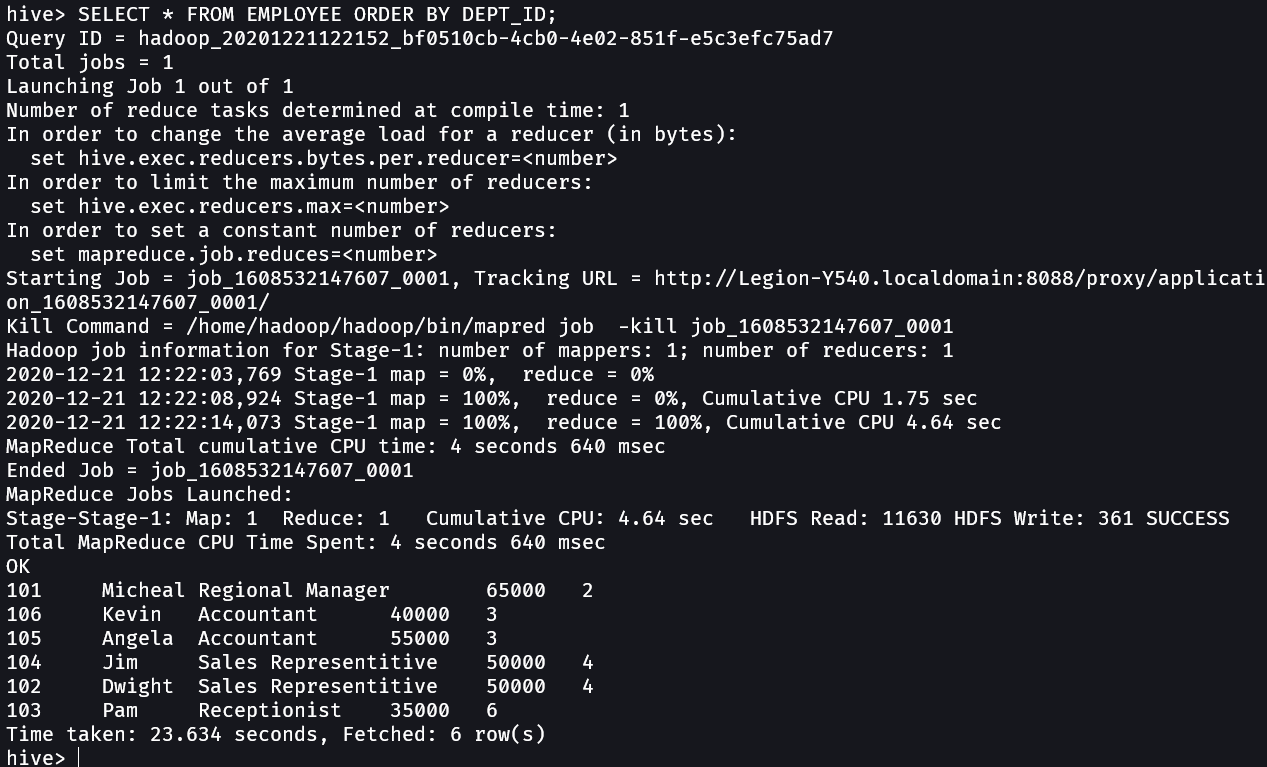 hive> SELECT * FROM EMPLOYEE ORDER BY DEPT_ID;
Query ID = hadoop_20201221122152_bf0510cb-4cb0-4e02-851f-e5c3efc75ad7
Total jobs = 1
Launching Job 1 out of 1
Number of reduce tasks determined at compile time: 1
In order to change the average load for a reducer (in bytes):
  set hive.exec.reducers.bytes.per.reducer=<number>
In order to limit the maximum number of reducers:
  set hive.exec.reducers.max=<number>
In order to set a constant number of reducers:
  set mapreduce.job.reduces=<number>
Starting Job = job_1608532147607_0001, Tracking URL = http://Legion-Y540.localdomain:8088/proxy/applicati
on_1608532147607_0001/
Kill Command = /home/hadoop/hadoop/bin/mapred job  -kill job_1608532147607_0001
Hadoop job information for Stage-1: number of mappers: 1; number of reducers: 1
2020-12-21 12:22:03,769 Stage-1 map = 0%,  reduce = 0%
2020-12-21 12:22:08,924 Stage-1 map = 100%,  reduce = 0%, Cumulative CPU 1.75 sec
2020-12-21 12:22:14,073 Stage-1 map = 100%,  reduce = 100%, Cumulative CPU 4.64 sec
MapReduce Total cumulative CPU time: 4 seconds 640 msec
Ended Job = job_1608532147607_0001
MapReduce Jobs Launched:
Stage-Stage-1: Map: 1  Reduce: 1   Cumulative CPU: 4.64 sec   HDFS Read: 11630 HDFS Write: 361 SUCCESS
Total MapReduce CPU Time Spent: 4 seconds 640 msec
OK
101     Micheal Regional Manager        65000   2
106     Kevin   Accountant      40000   3
105     Angela  Accountant      55000   3
104     Jim     Sales Representitive    50000   4
102     Dwight  Sales Representitive    50000   4
103     Pam     Receptionist    35000   6
Time taken: 23.634 seconds, Fetched: 6 row(s)
hive>